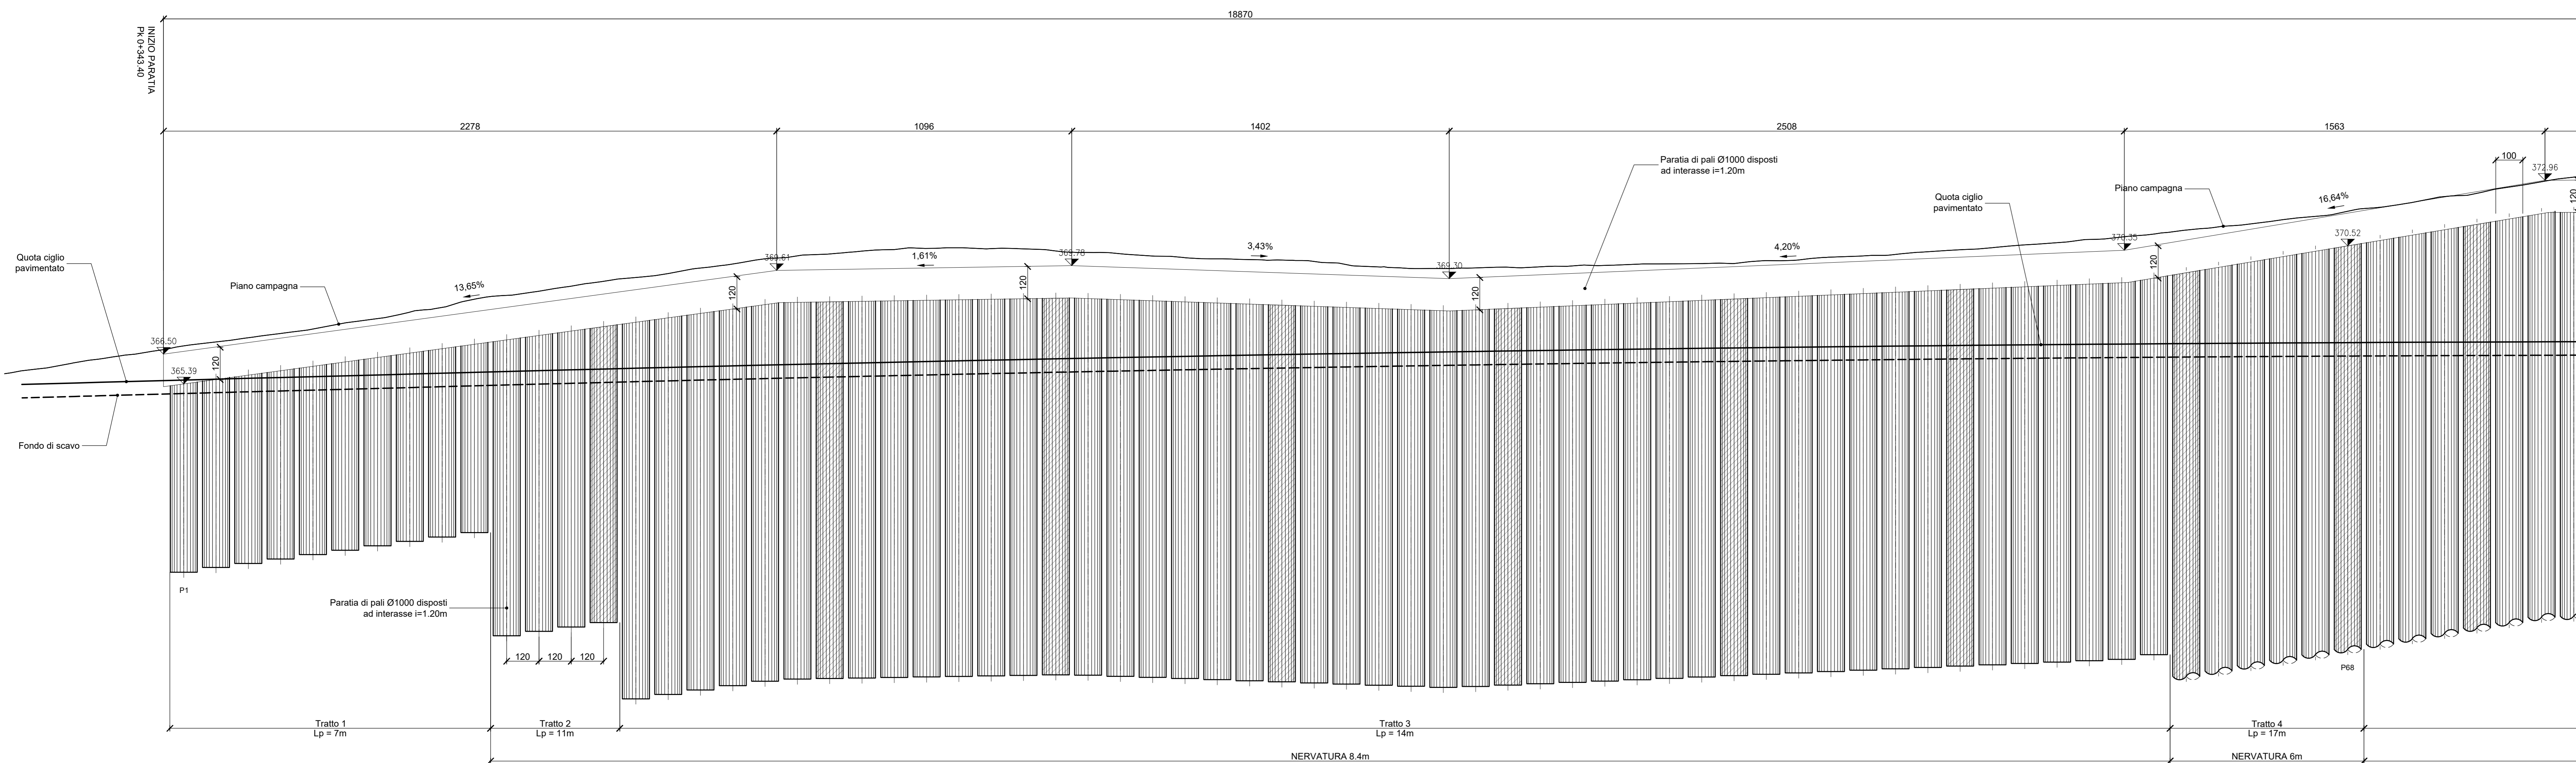 18870
INIZIO PARATIA
Pk 0+343.40
2278
1096
1402
2508
1563
100
Paratia di pali Ø1000 disposti
ad interasse i=1.20m
372.96
Piano campagna
Quota ciglio
pavimentato
16,64%
120
370.52
370.35
120
Quota ciglio
pavimentato
Piano campagna
13,65%
369.61
1,61%
369.78
3,43%
369.30
4,20%
120
120
120
366.50
365.39
120
Fondo di scavo
P1
Paratia di pali Ø1000 disposti
ad interasse i=1.20m
120
120
120
P68
Tratto 1
Lp = 7m
Tratto 2
Lp = 11m
Tratto 3
Lp = 14m
Tratto 4
Lp = 17m
NERVATURA 8.4m
NERVATURA 6m